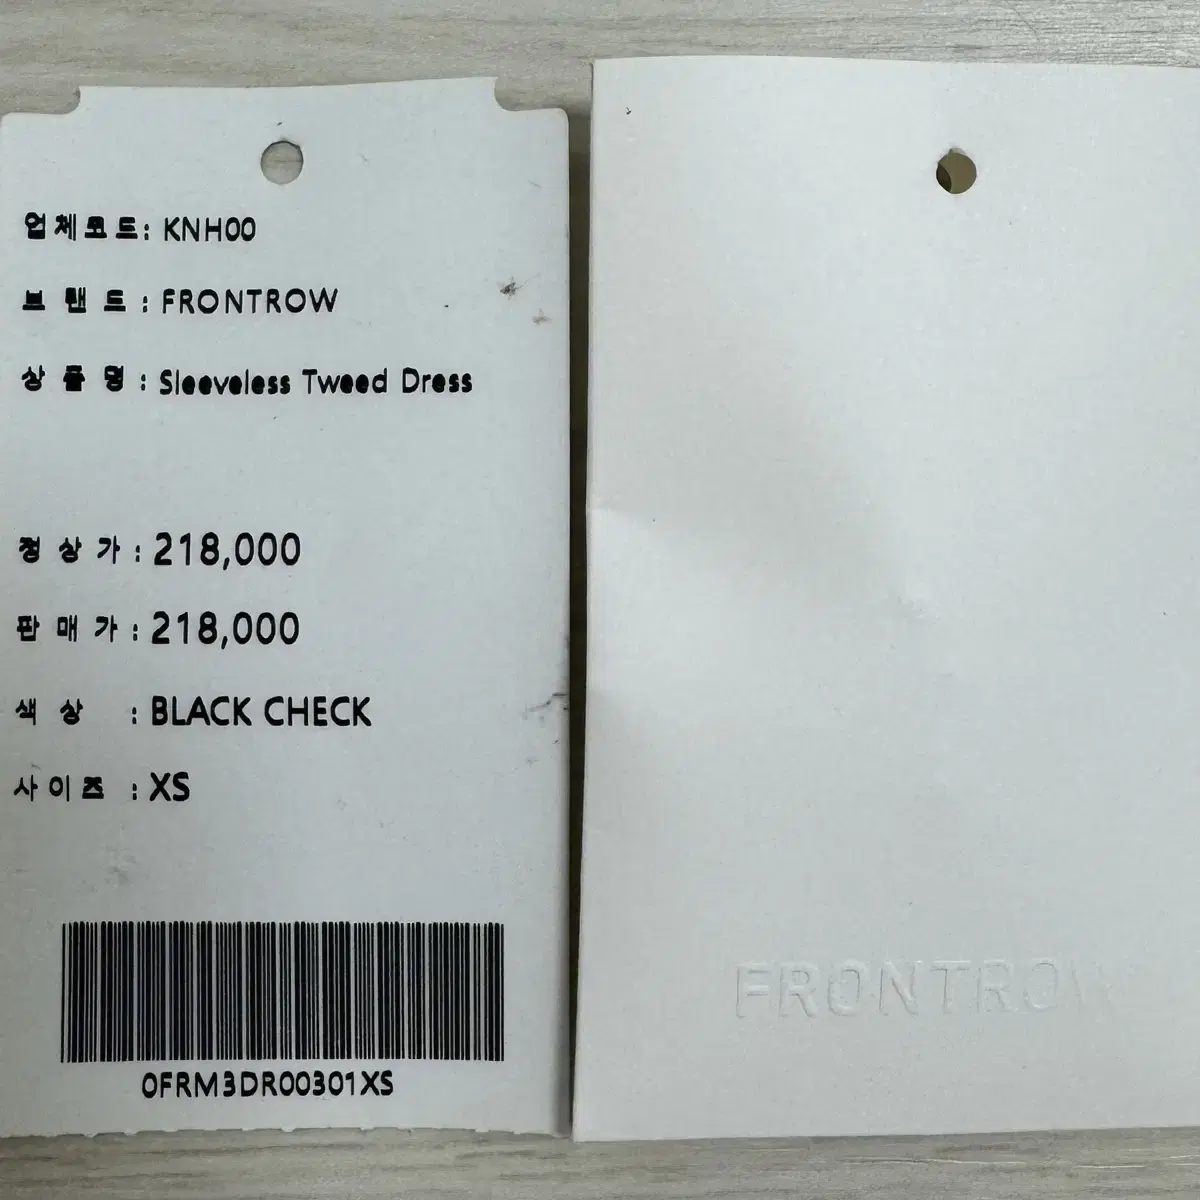 업체코드: KNH00
브랜드: FRONTROW
상품명: Sleeveless Tweed Dress
정상가: 218,000
판매가: 218,000
색상 : BLACK CHECK
사이즈 : XS
0FRM3DR00301XS
FRONTROW